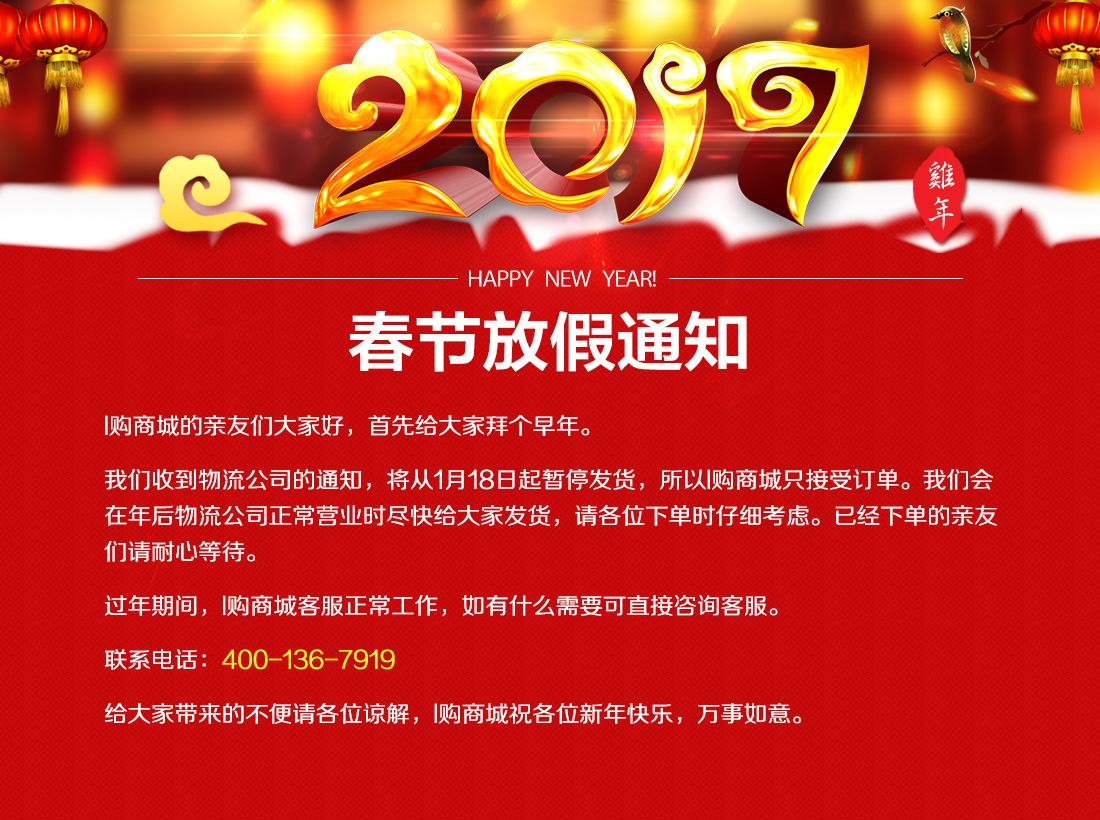 2017
雞年
HAPPY NEW YEAR!
春节放假通知
I购商城的亲友们大家好，首先给大家拜个早年。
我们收到物流公司的通知，将从1月18日起暂停发货，所以I购商城只接受订单。我们会
在年后物流公司正常营业时尽快给大家发货，请各位下单时仔细考虑。已经下单的亲友
们请耐心等待。
过年期间，I购商城客服正常工作，如有什么需要可直接咨询客服。
联系电话：400-136-7919
给大家带来的不便请各位谅解，I购商城祝各位新年快乐，万事如意。